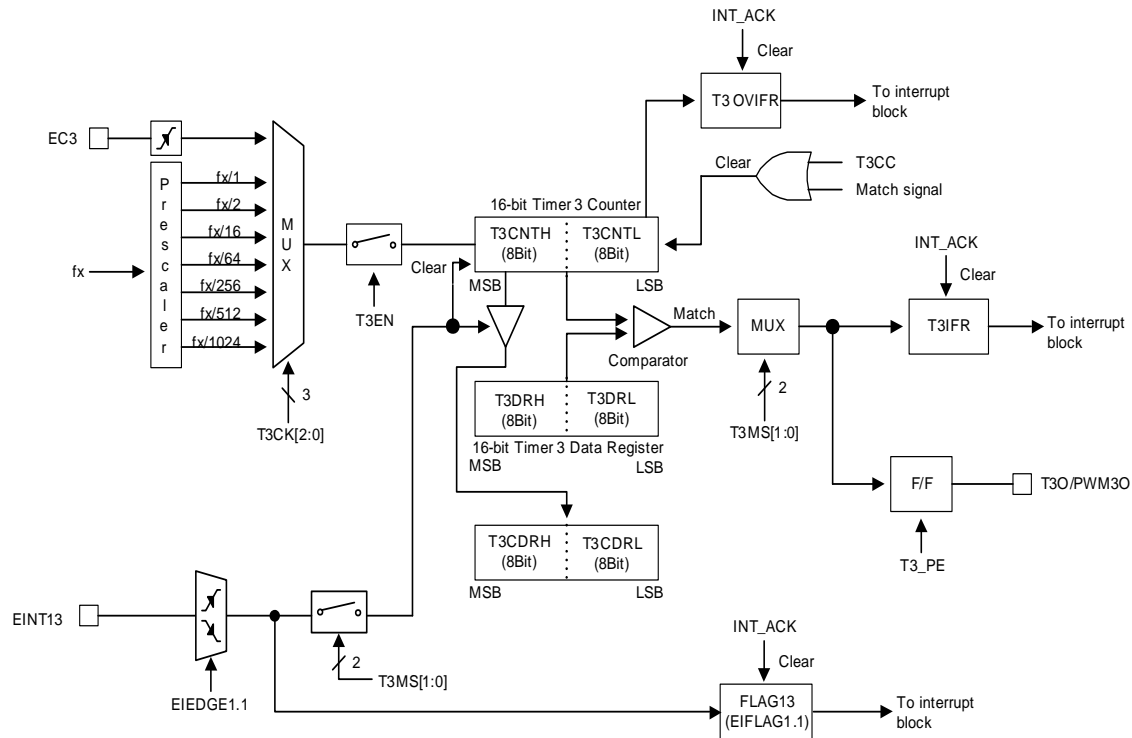 INT_ACK
Clear
T3OVIFR
To interrupt
block
EC3
Prescaler
fx
fx/1
fx/2
fx/16
fx/64
fx/256
fx/512
fx/1024
MUX
3
T3CK[2:0]
T3EN
Clear
T3CC
Match signal
16-bit Timer 3 Counter
T3CNTH
(8Bit)
T3CNTL
(8Bit)
Clear
MSB
LSB
Match
Comparator
MUX
2
T3MS[1:0]
INT_ACK
Clear
T3IFR
To interrupt
block
T3DRH
(8Bit)
T3DRL
(8Bit)
16-bit Timer 3 Data Register
MSB
LSB
F/F
T3O/PWM3O
T3_PE
T3CDRH
(8Bit)
T3CDRL
(8Bit)
MSB
LSB
EINT13
EIEDGE1.1
2
T3MS[1:0]
INT_ACK
Clear
FLAG13
(EIFLAG1.1)
To interrupt
block